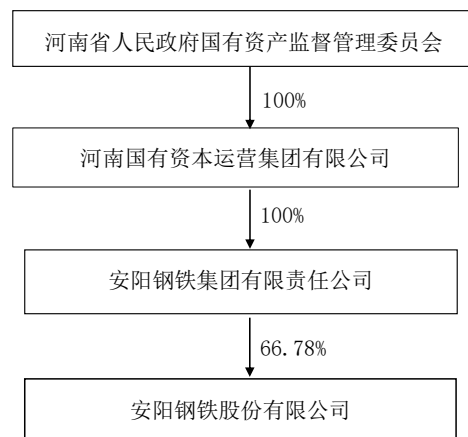 河南省人民政府国有资产监督管理委员会
100%
河南国有资本运营集团有限公司
100%
安阳钢铁集团有限责任公司
66.78%
安阳钢铁股份有限公司